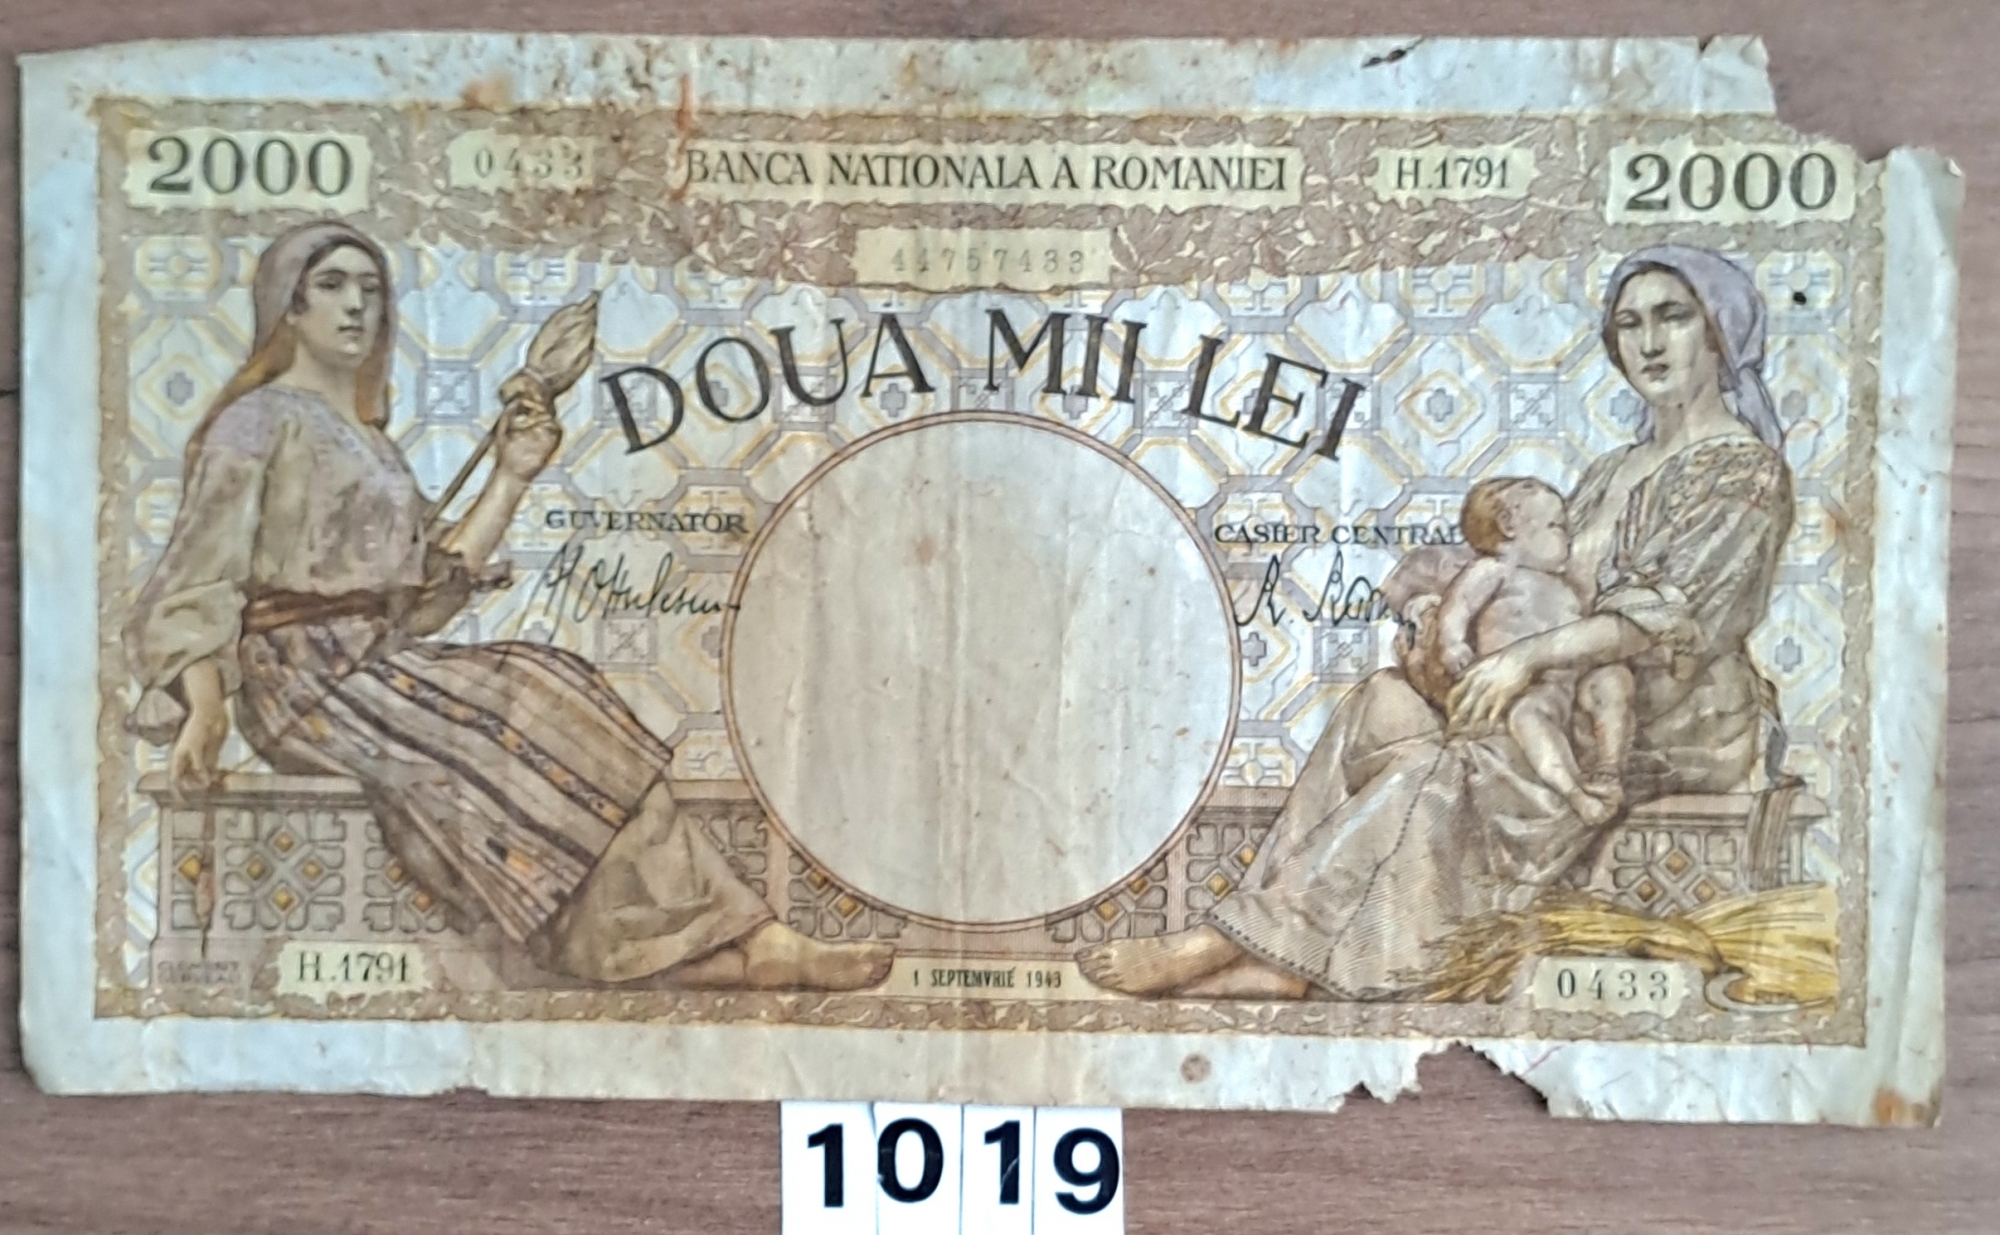 2000 0433 BANCA NATIONALA A ROMANIEI H.1791 2000
44757433
DOUA MII LEI
GUVERNATOR CASIER CENTRAL
H.1791 1 SEPTEMVRIE 1943 0433
1019